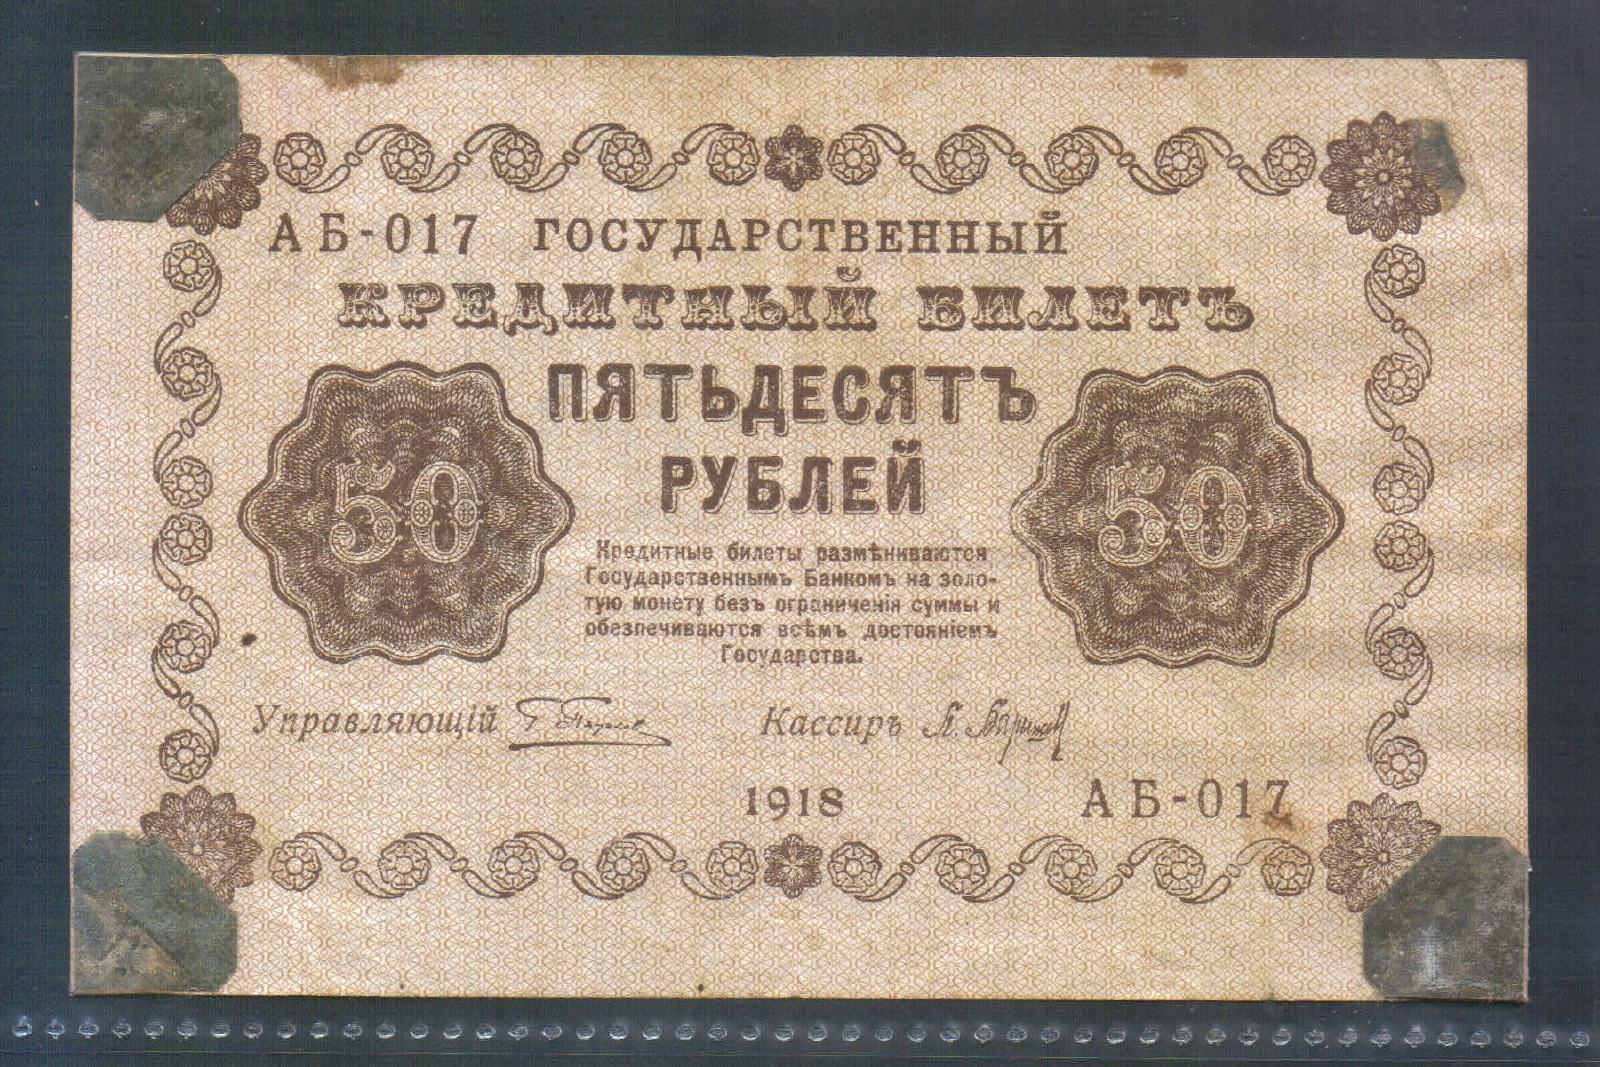 АБ-017 ГОСУДАРСТВЕННЫЙ
КРЕДИТНЫЙ БИЛЕТЪ
ПЯТЬДЕСЯТЪ
РУБЛЕЙ
50 50
Кредитные билеты размѣниваются
Государственнымъ Банкомъ на золо-
тую монету безъ ограниченія суммы и
обезпечиваются всѣмъ достояніемъ
Государства.
Управляющій Кассиръ
1918 АБ-017